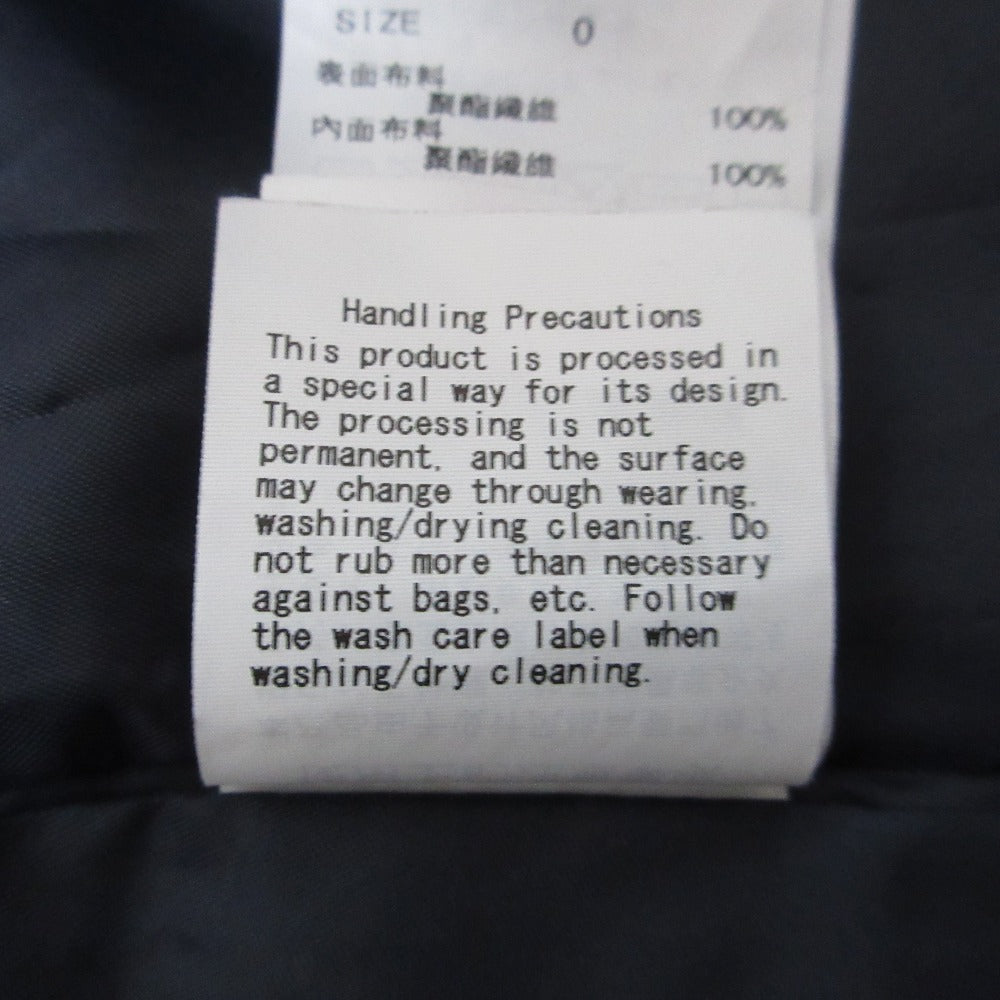 SIZE 0
表面布料
聚酯纖維 100%
內面布料
聚酯纖維 100%
Handling Precautions
This product is processed in
a special way for its design.
The processing is not
permanent, and the surface
may change through wearing,
washing/drying cleaning. Do
not rub more than necessary
against bags, etc. Follow
the wash care label when
washing/dry cleaning.